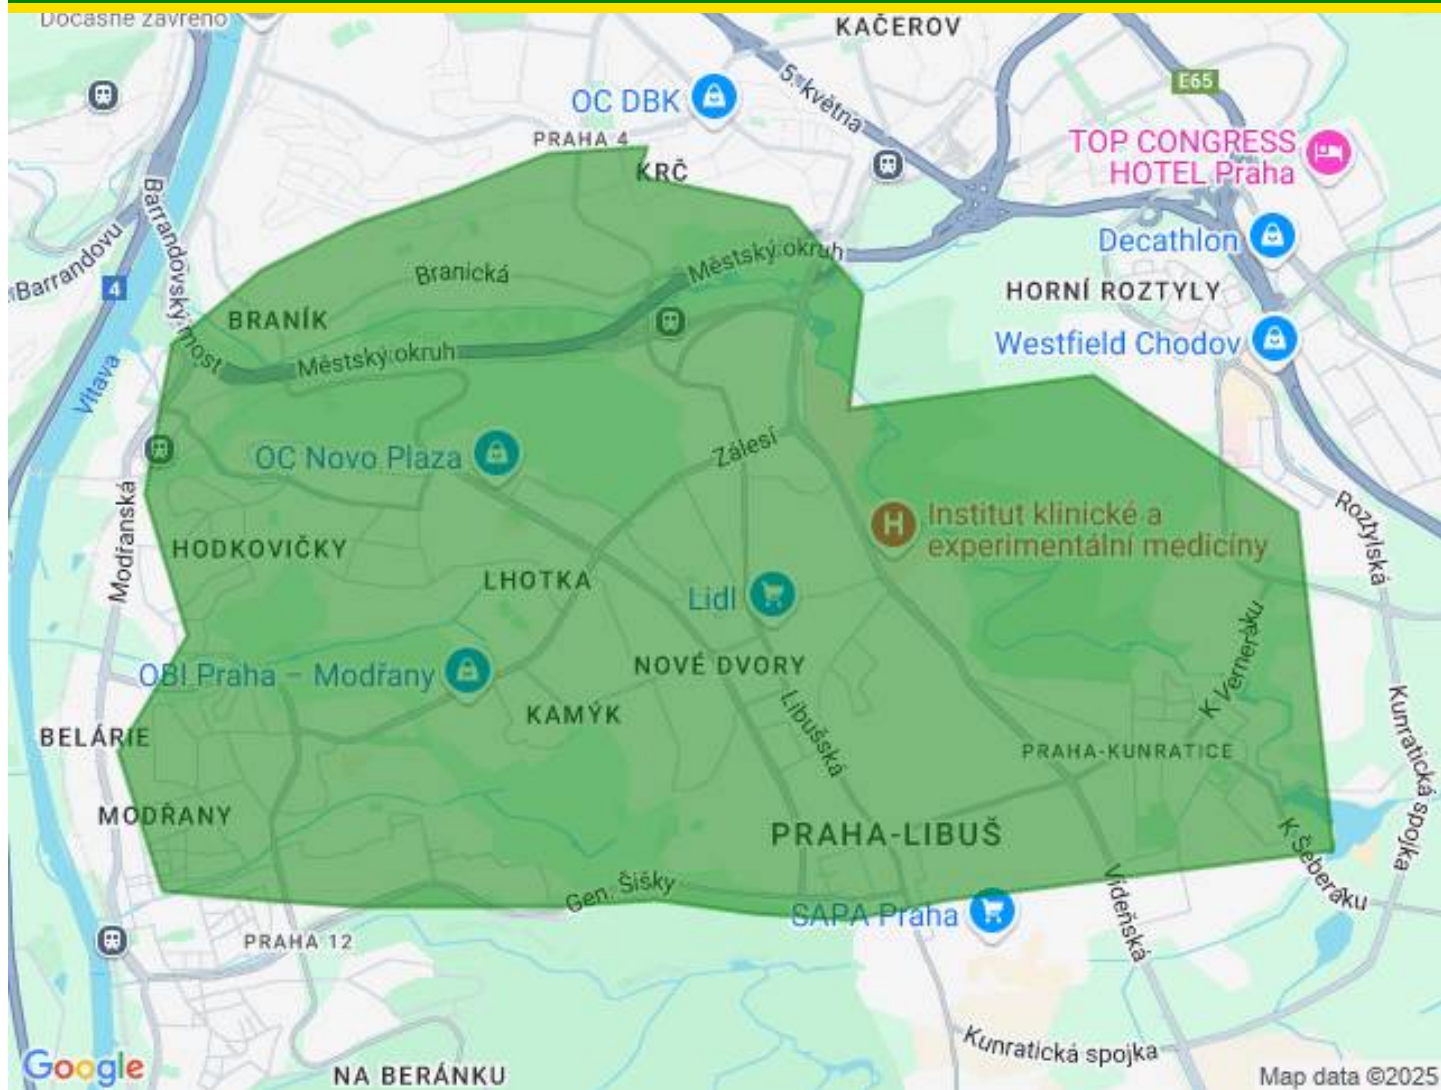 Dočasně zavřeno
KAČEROV
5. května
E65
OC DBK
PRAHA 4
KRČ
TOP CONGRESS
HOTEL Praha
Barrandovský most
Barrandovu
4
Decathlon
Městský okruh
Branická
HORNÍ ROZTYLY
BRANÍK
Westfield Chodov
Městský okruh
Vltava
Zálesí
OC Novo Plaza
Modřanská
Roztylská
Institut klinické a
experimentální medicíny
HODKOVIČKY
LHOTKA
Lidl
K Verneráku
NOVÉ DVORY
OBI Praha – Modřany
KAMÝK
Libušská
BELÁRIE
PRAHA-KUNRATICE
Kunratická spojka
MODŘANY
PRAHA-LIBUŠ
K Šeberáku
Gen. Šišky
Vídeňská
SAPA Praha
PRAHA 12
Kunratická spojka
Google
NA BERÁNKU
Map data ©2025